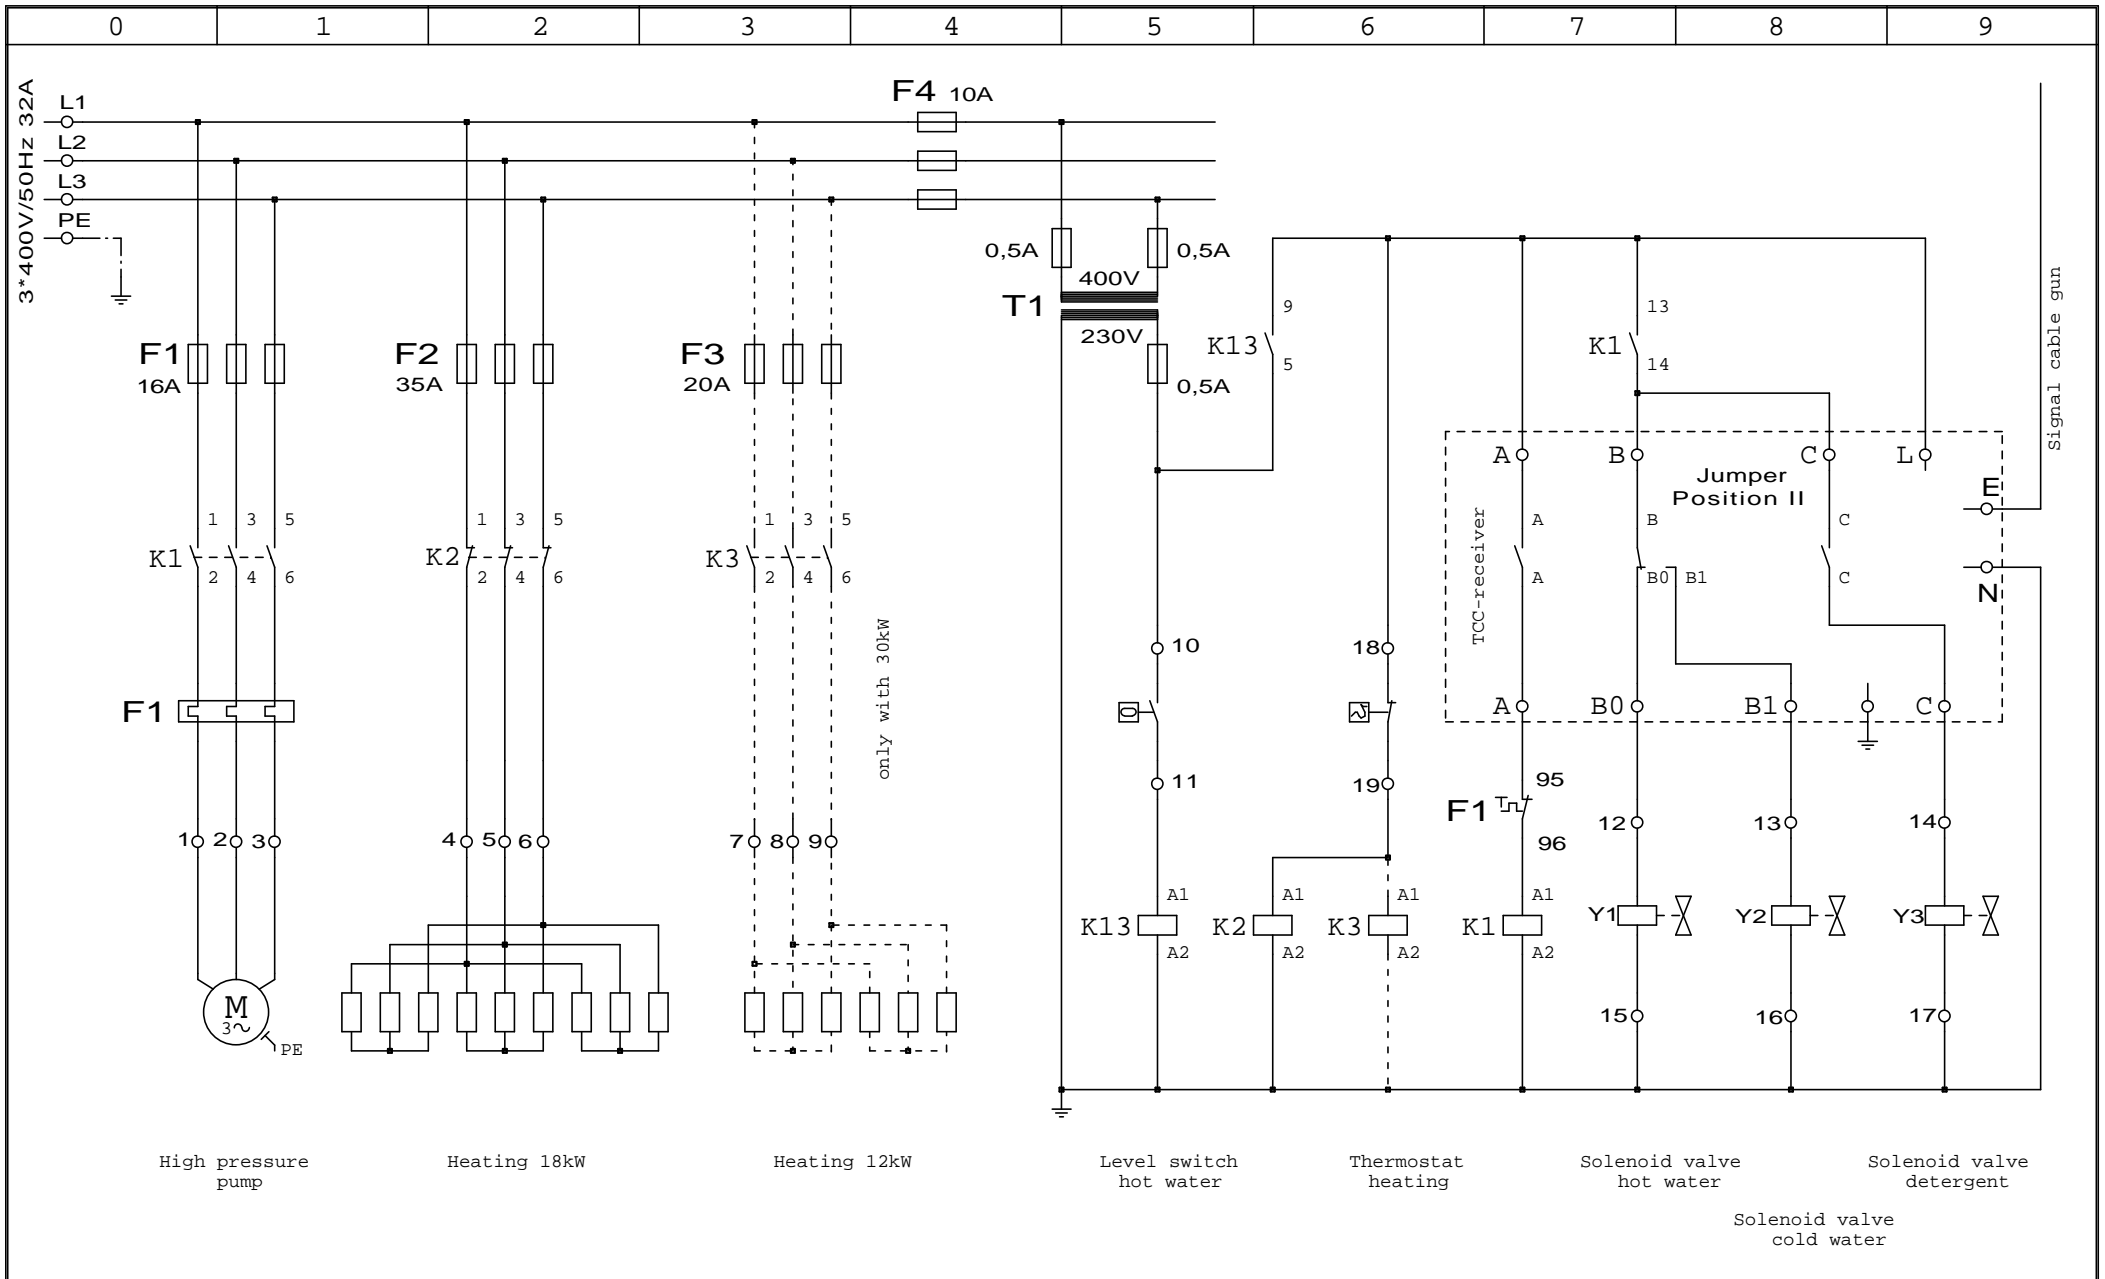 0 1 2 3 4 5 6 7 8 9
3*400V/50Hz 32A
L1
L2
L3
PE
F4 10A
0,5A
0,5A
400V
T1
230V
0,5A
F1
16A
F2
35A
F3
20A
K13
9
5
K1
13
14
Signal cable gun
A
B
C
L
Jumper
Position II
E
N
TCC-receiver
K1
1 3 5
2 4 6
K2
1 3 5
2 4 6
K3
1 3 5
2 4 6
A
A
B
B0 B1
C
C
only with 30kW
10
18
F1
0
A
B0
B1
C
11
19
F1
95
96
1 2 3
4 5 6
7 8 9
12
13
14
K13
A1
A2
K2
A1
A2
K3
A1
A2
K1
A1
A2
Y1
Y2
Y3
M
3~
PE
15
16
17
High pressure
pump
Heating 18kW
Heating 12kW
Level switch
hot water
Thermostat
heating
Solenoid valve
hot water
Solenoid valve
cold water
Solenoid valve
detergent